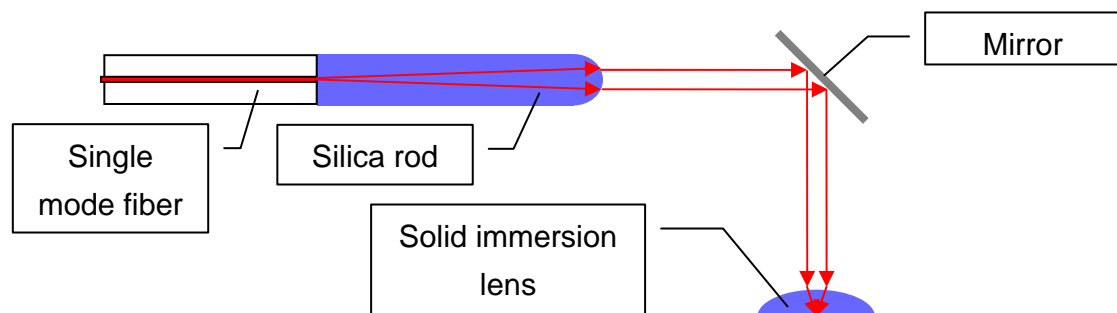 Mirror
Single
mode fiber
Silica rod
Solid immersion
lens